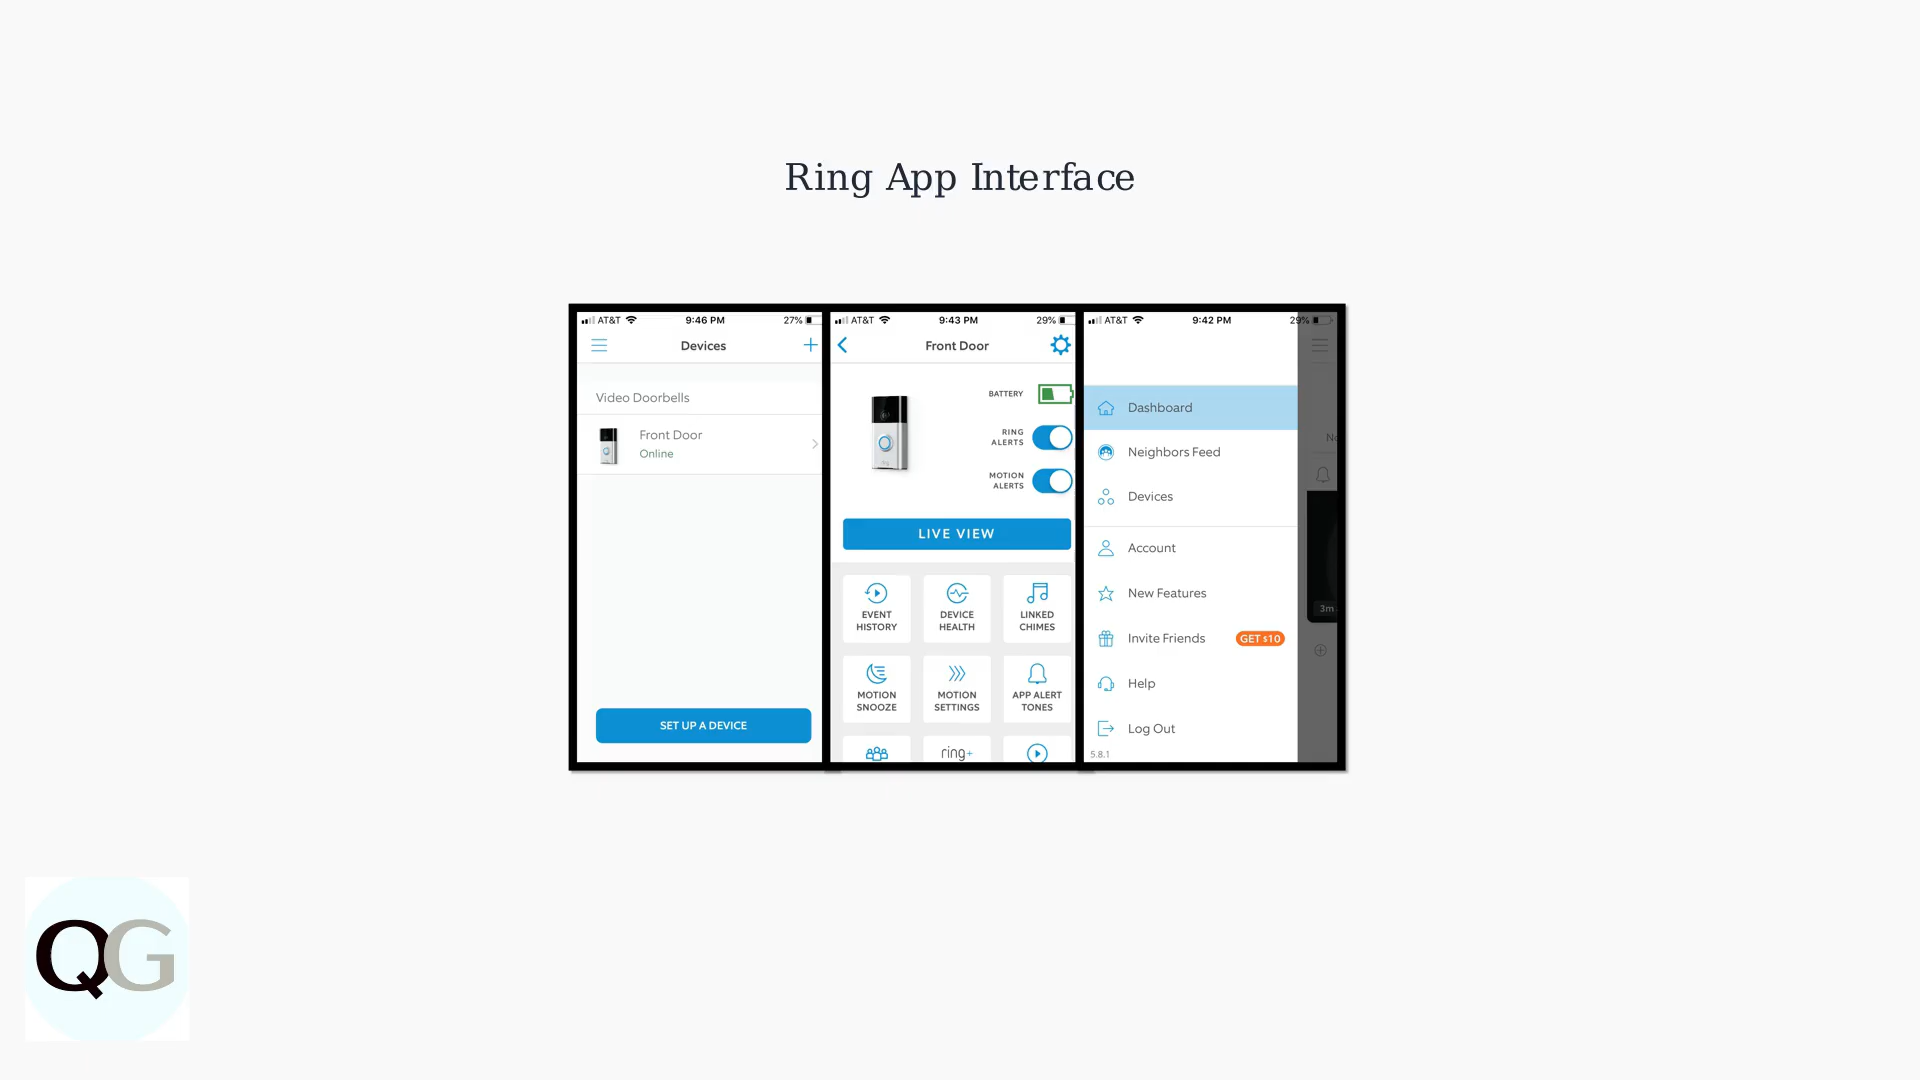 Ring App Interface
AT&T 9:46 PM 27%
Devices
Video Doorbells
Front Door
Online
SET UP A DEVICE
AT&T 9:43 PM 29%
Front Door
BATTERY
RING
ALERTS
MOTION
ALERTS
LIVE VIEW
EVENT
HISTORY
DEVICE
HEALTH
LINKED
CHIMES
MOTION
SNOOZE
MOTION
SETTINGS
APP ALERT
TONES
ring+
AT&T 9:42 PM 29%
Dashboard
Neighbors Feed
Devices
Account
New Features
Invite Friends GET $10
Help
Log Out
5.8.1
No
3m
QG